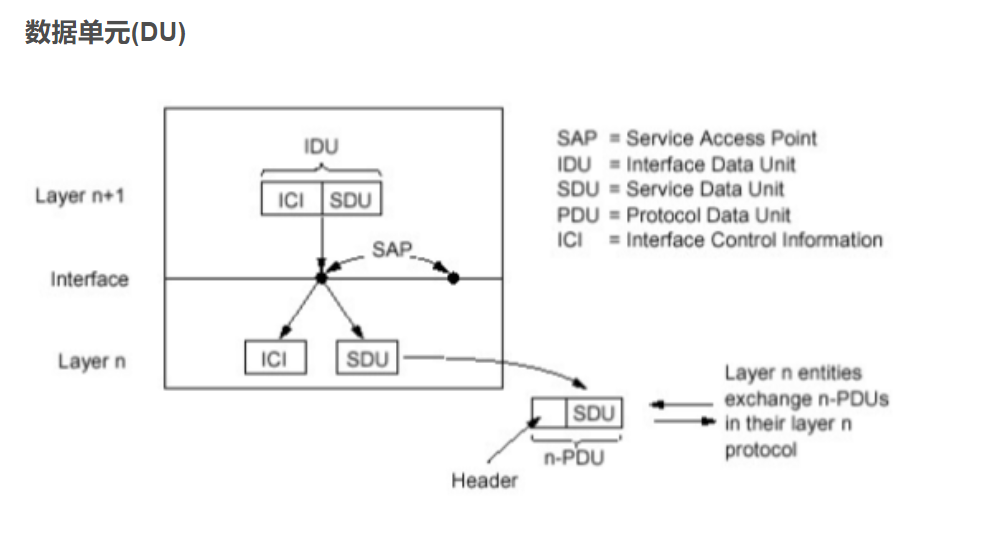 数据单元(DU)
IDU
ICI SDU
Layer n+1
SAP
Interface
ICI
SDU
Layer n
SAP = Service Access Point
IDU = Interface Data Unit
SDU = Service Data Unit
PDU = Protocol Data Unit
ICI = Interface Control Information
SDU
n-PDU
Header
Layer n entities
exchange n-PDUs
in their layer n
protocol